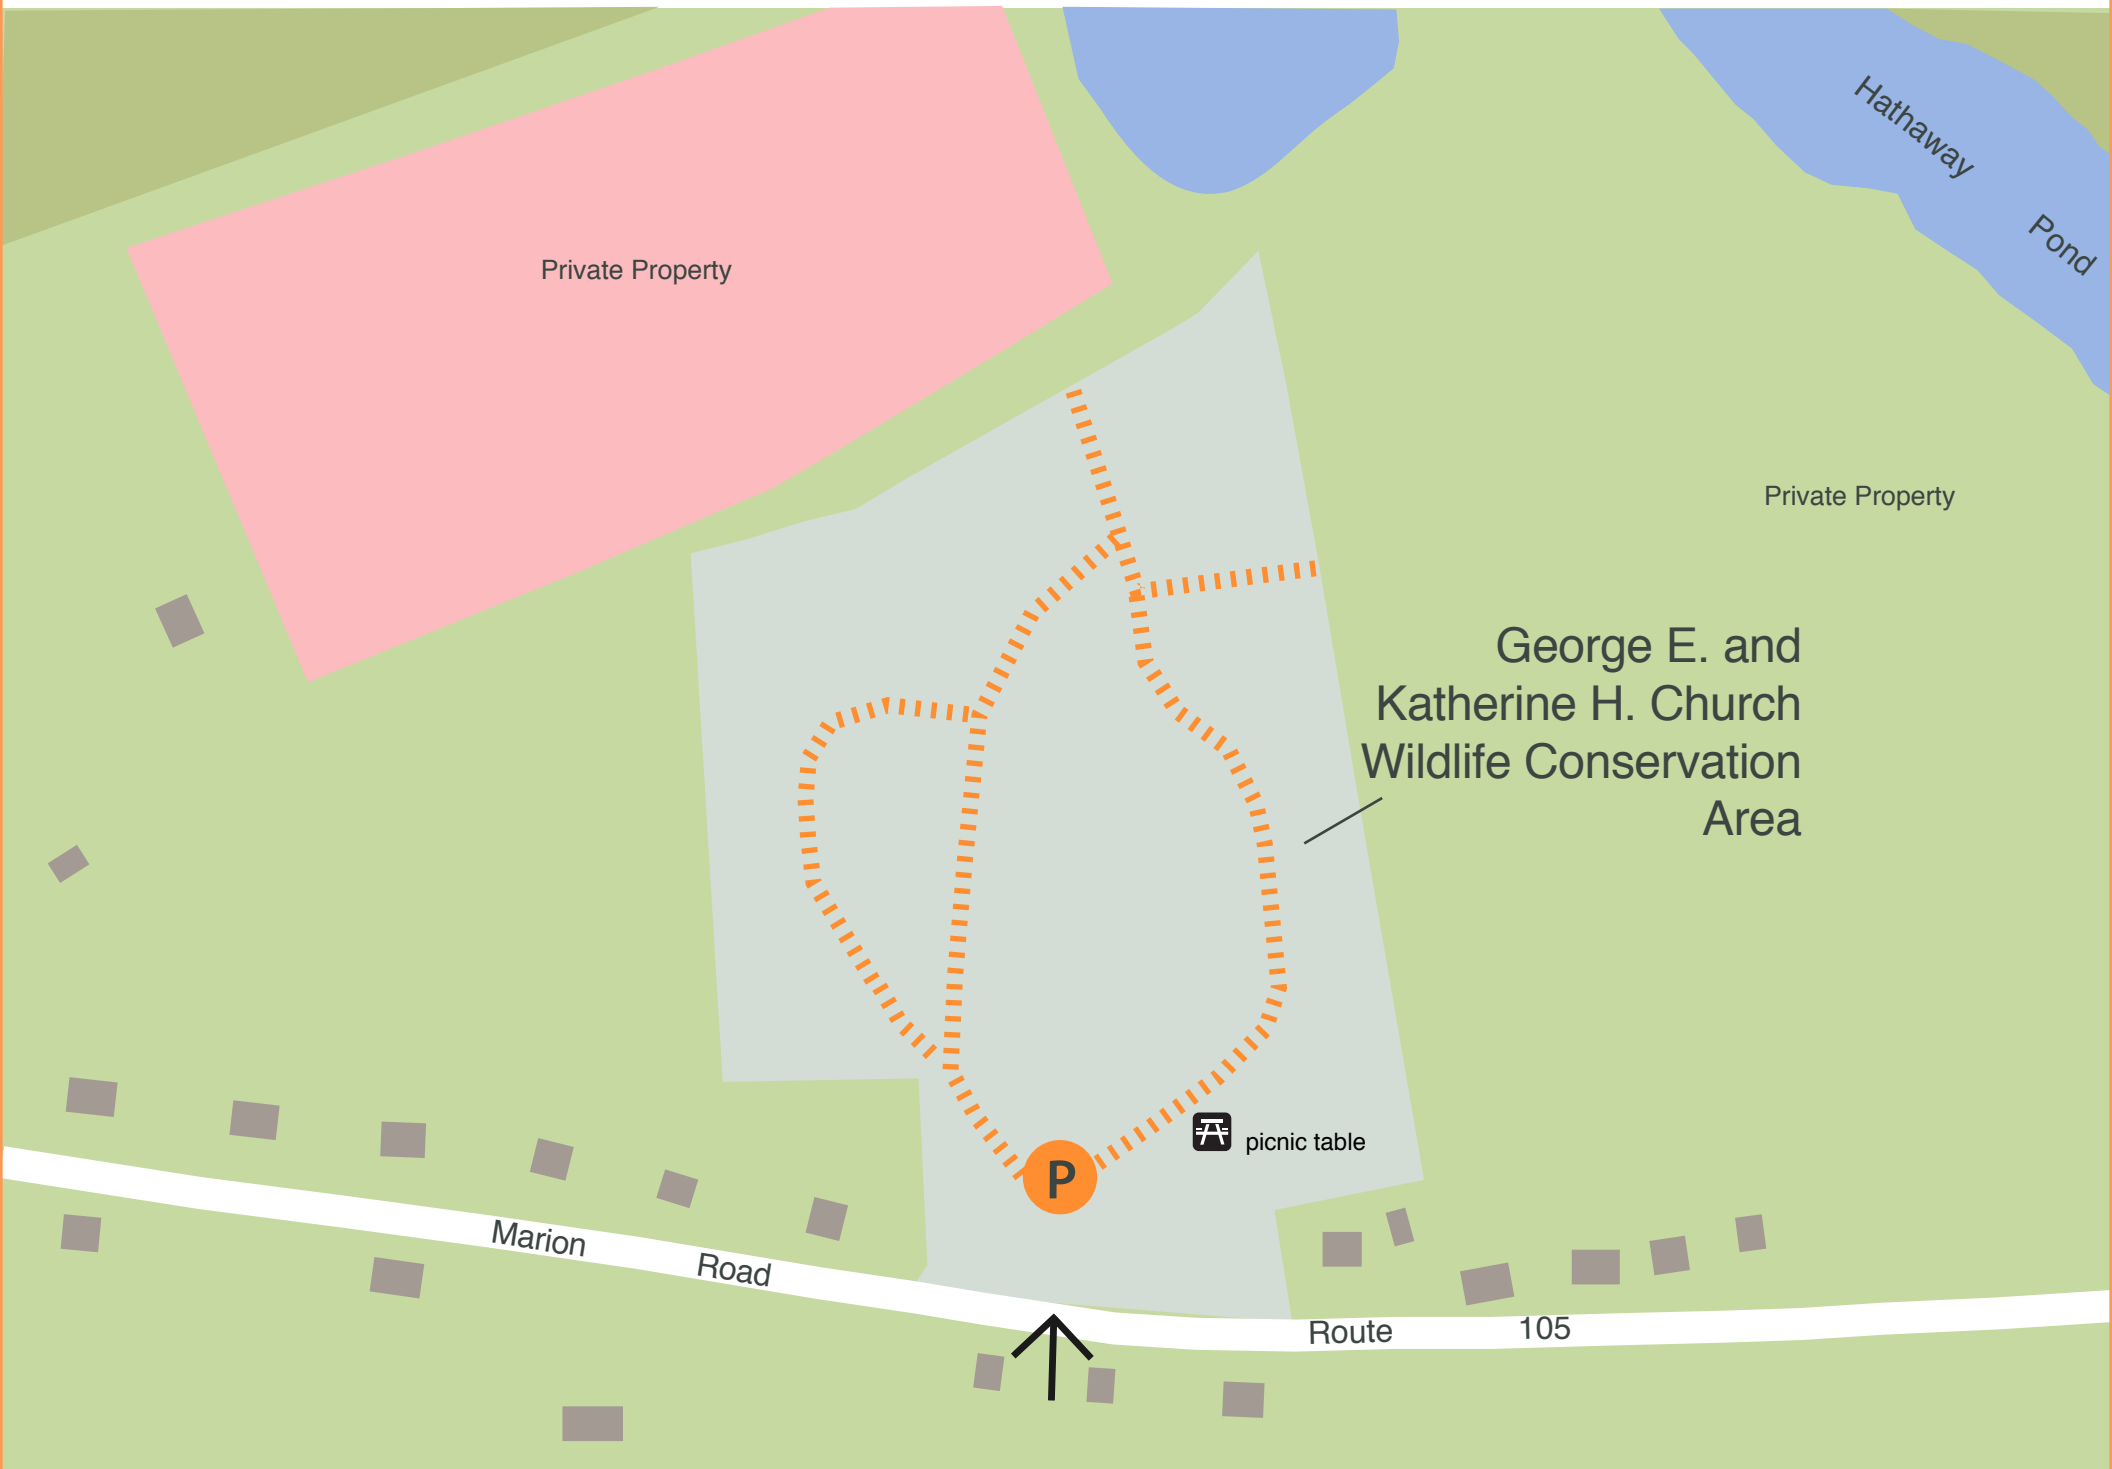 Hathaway
Pond
Private Property
Private Property
George E. and
Katherine H. Church
Wildlife Conservation
Area
picnic table
P
Marion
Road
Route
105